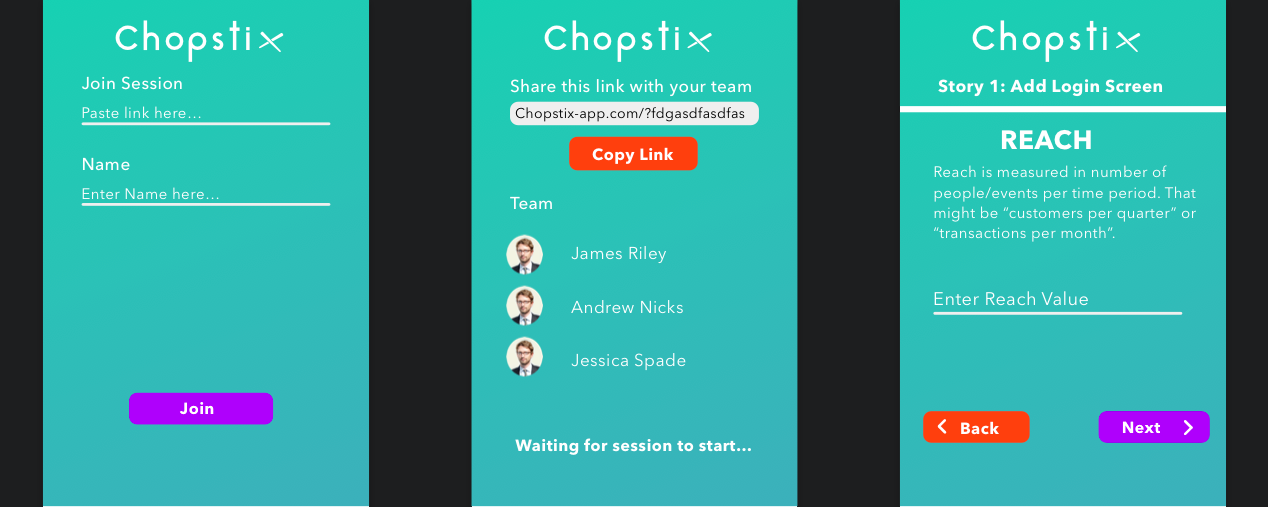 Chopstix
Join Session
Paste link here...
Name
Enter Name here...
Join
Chopstix
Share this link with your team
Chopstix-app.com/?fdgasdfasdfas
Copy Link
Team
James Riley
Andrew Nicks
Jessica Spade
Waiting for session to start...
Chopstix
Story 1: Add Login Screen
REACH
Reach is measured in number of
people/events per time period. That
might be “customers per quarter” or
“transactions per month”.
Enter Reach Value
Back
Next